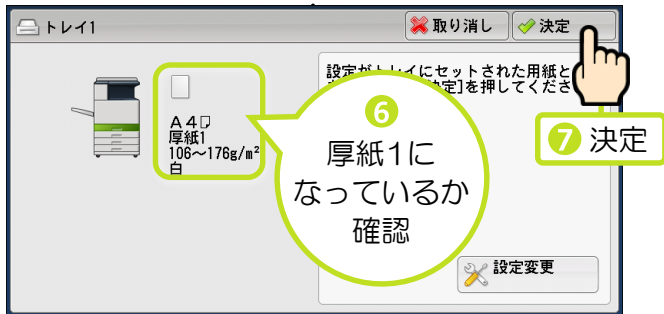 トレイ1
取り消し
決定
設定がトレイにセットされた用紙と
定]を押してくださ
A4
厚紙1
106～176g/m²
白
6
厚紙1に
なっているか
確認
7 決定
設定変更